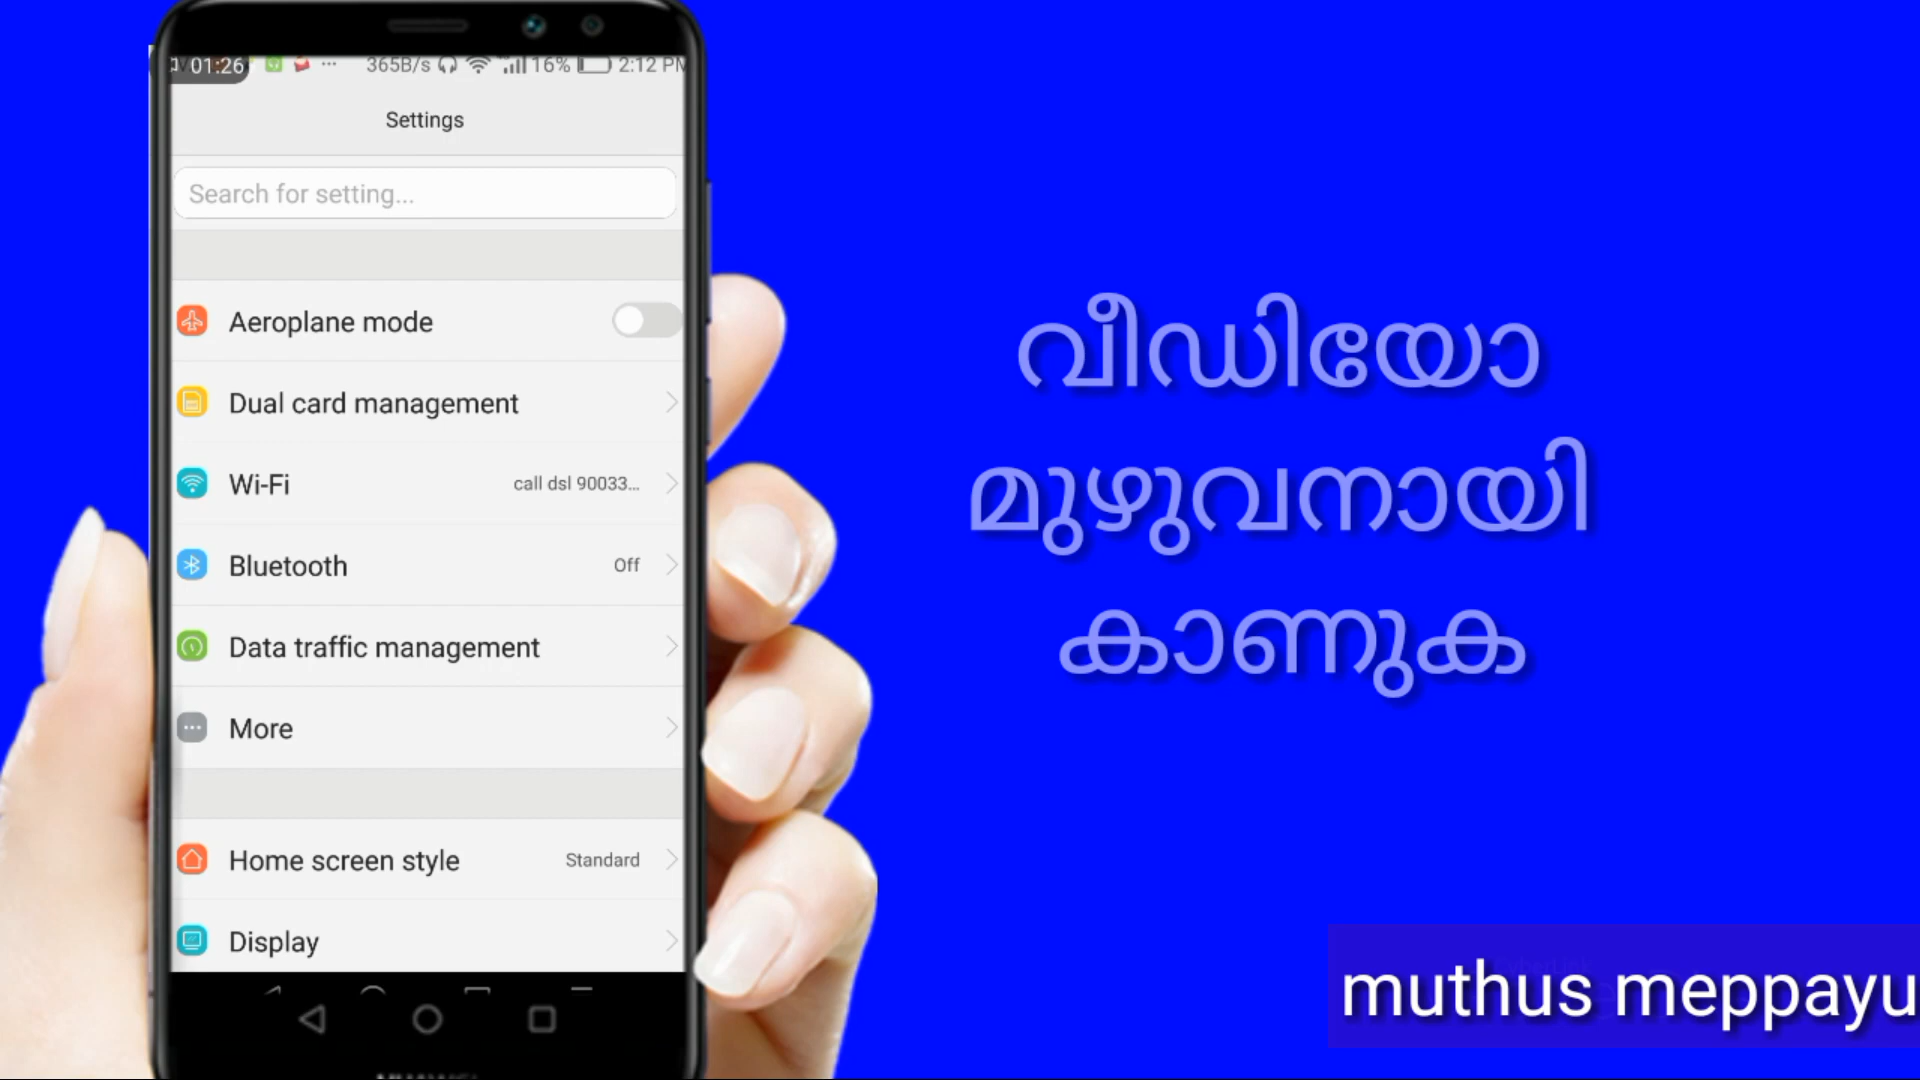 01:26 ... 365B/s 16% 2:12 PM
Settings
Search for setting...
Aeroplane mode
Dual card management
Wi-Fi call dsl 90033...
Bluetooth Off
Data traffic management
More
Home screen style Standard
Display
വീഡിയോ
മുഴുവനായി
കാണുക
muthus meppayu